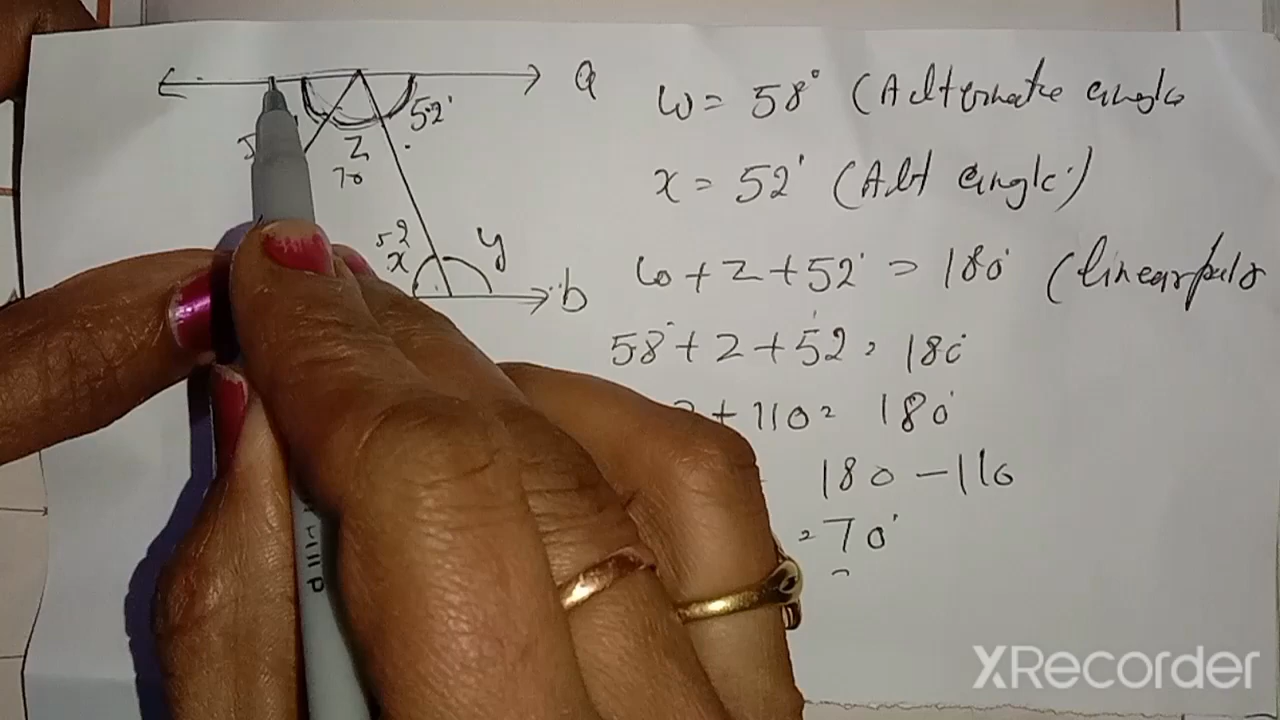 a
w = 58° (Alternate angle
52°
z
70
x = 52° (Alt angle)
52
x
y
b
w + z + 52° = 180° (linear pair
58° + z + 52 = 180
z + 110 = 180°
180 - 110
= 70°
XRecorder